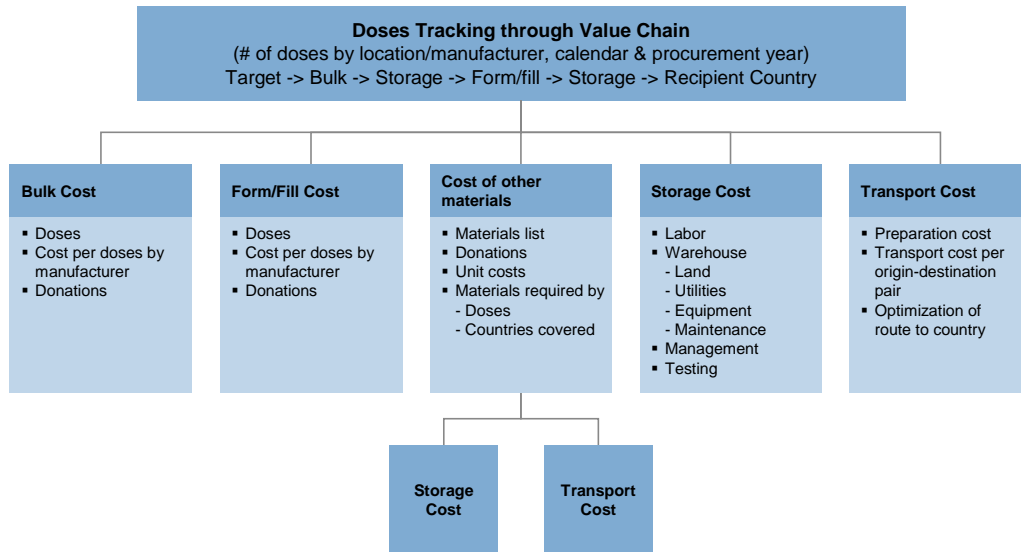 Doses Tracking through Value Chain
(# of doses by location/manufacturer, calendar & procurement year)
Target -> Bulk -> Storage -> Form/fill -> Storage -> Recipient Country
Bulk Cost
▪ Doses
▪ Cost per doses by
manufacturer
▪ Donations
Form/Fill Cost
▪ Doses
▪ Cost per doses by
manufacturer
▪ Donations
Cost of other
materials
▪ Materials list
▪ Donations
▪ Unit costs
▪ Materials required by
- Doses
- Countries covered
Storage Cost
▪ Labor
▪ Warehouse
- Land
- Utilities
- Equipment
- Maintenance
▪ Management
▪ Testing
Transport Cost
▪ Preparation cost
▪ Transport cost per
origin-destination
pair
▪ Optimization of
route to country
Storage
Cost
Transport
Cost